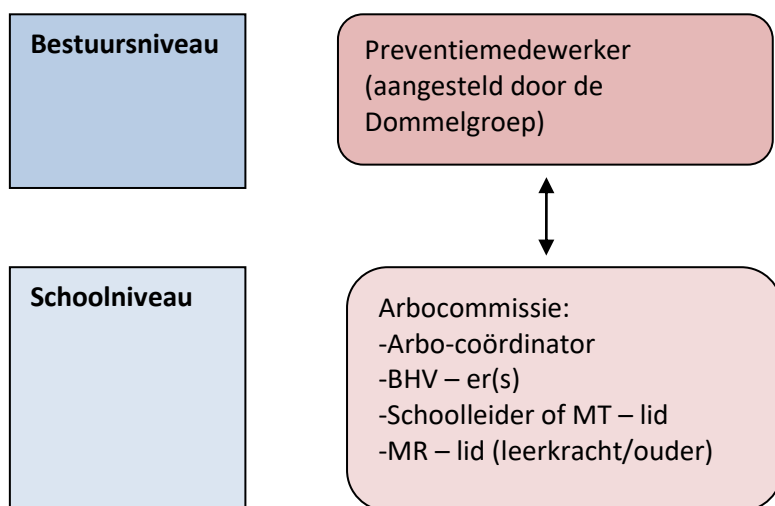 Bestuursniveau
Preventiemedewerker
(aangesteld door de
Dommelgroep)
Schoolniveau
Arbocommissie:
-Arbo-coördinator
-BHV – er(s)
-Schoolleider of MT – lid
-MR – lid (leerkracht/ouder)